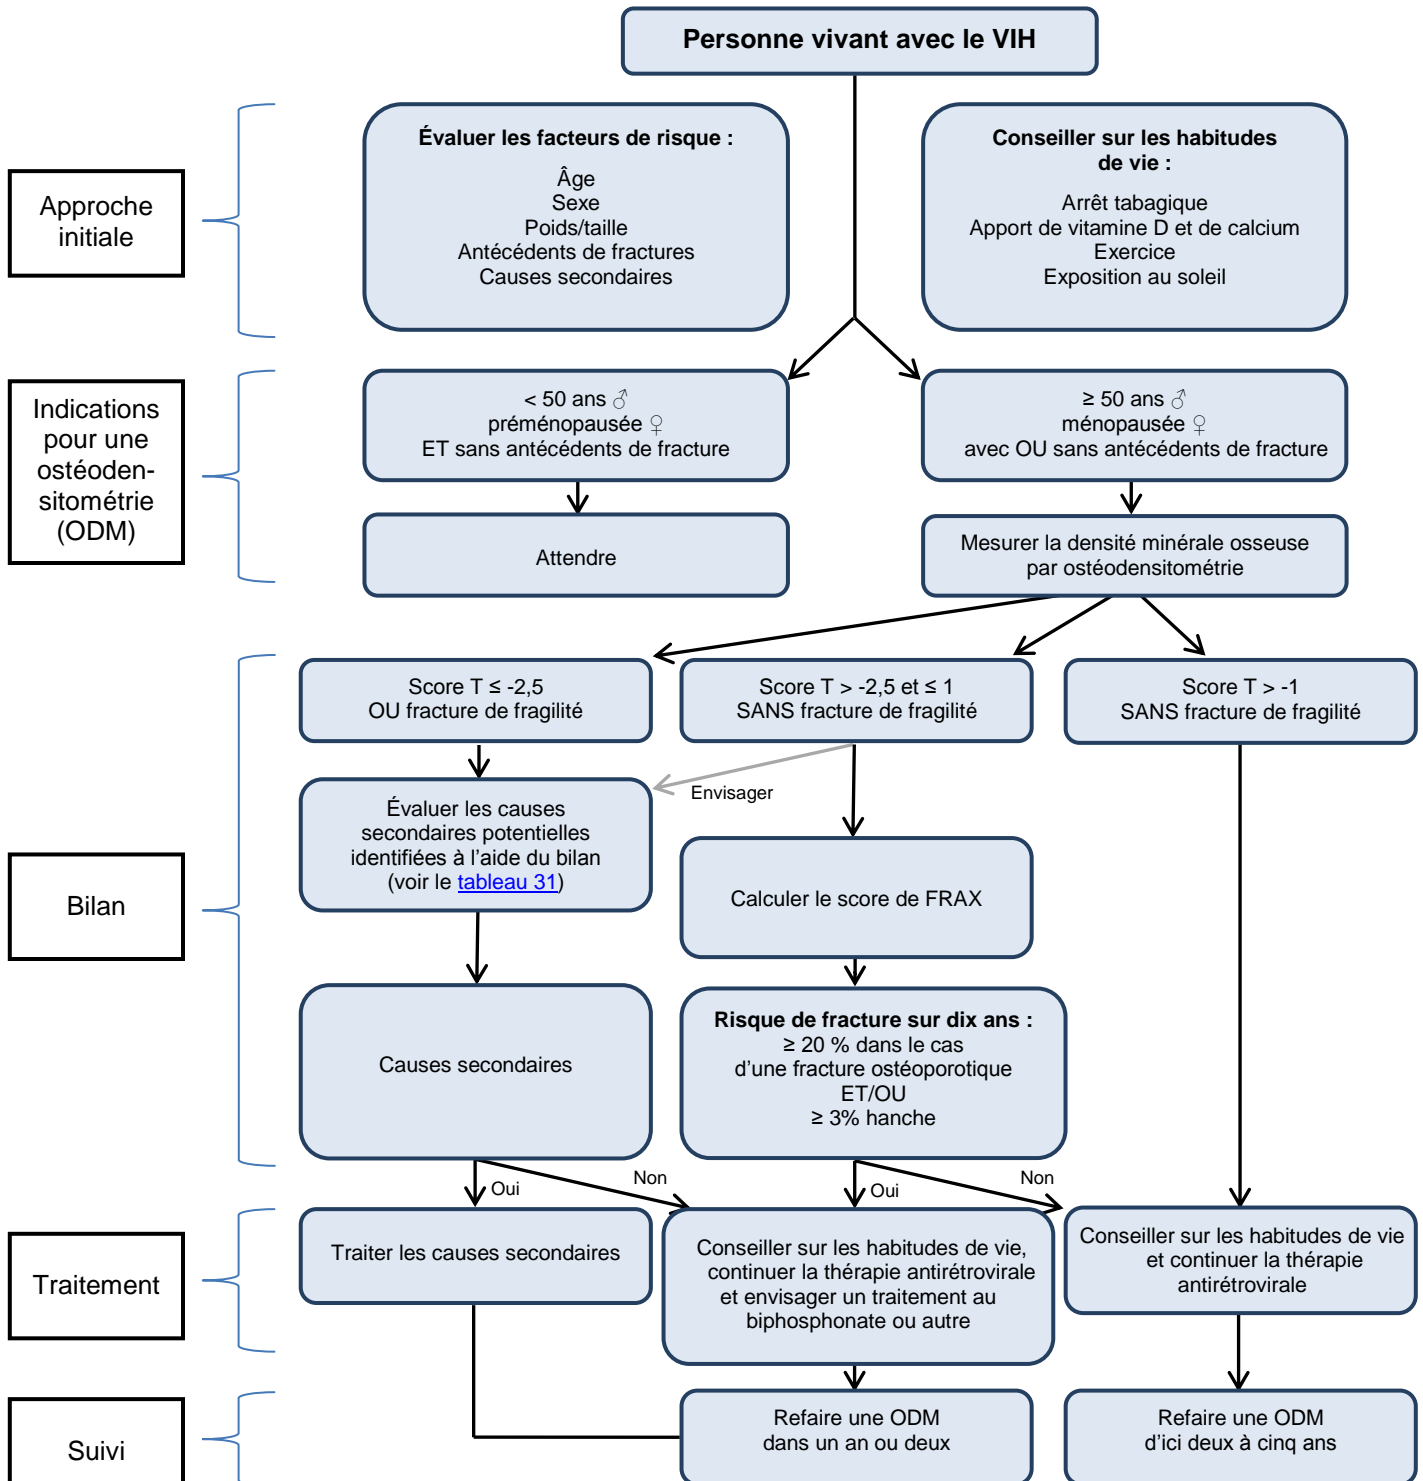 Personne vivant avec le VIH
Approche
initiale
Évaluer les facteurs de risque :
Âge
Sexe
Poids/taille
Antécédents de fractures
Causes secondaires
Conseiller sur les habitudes
de vie :
Arrêt tabagique
Apport de vitamine D et de calcium
Exercice
Exposition au soleil
Indications
pour une
ostéoden-
sitométrie
(ODM)
< 50 ans ♂
préménopausée ♀
ET sans antécédents de fracture
≥ 50 ans ♂
ménopausée ♀
avec OU sans antécédents de fracture
Attendre
Mesurer la densité minérale osseuse
par ostéodensitométrie
Bilan
Score T ≤ -2,5
OU fracture de fragilité
Score T > -2,5 et ≤ 1
SANS fracture de fragilité
Score T > -1
SANS fracture de fragilité
Envisager
Évaluer les causes
secondaires potentielles
identifiées à l’aide du bilan
(voir le tableau 31)
Calculer le score de FRAX
Causes secondaires
Risque de fracture sur dix ans :
≥ 20 % dans le cas
d’une fracture ostéoporotique
ET/OU
≥ 3% hanche
Oui
Non
Oui
Non
Traitement
Traiter les causes secondaires
Conseiller sur les habitudes de vie,
continuer la thérapie antirétrovirale
et envisager un traitement au
biphosphonate ou autre
Conseiller sur les habitudes de vie
et continuer la thérapie
antirétrovirale
Suivi
Refaire une ODM
dans un an ou deux
Refaire une ODM
d’ici deux à cinq ans